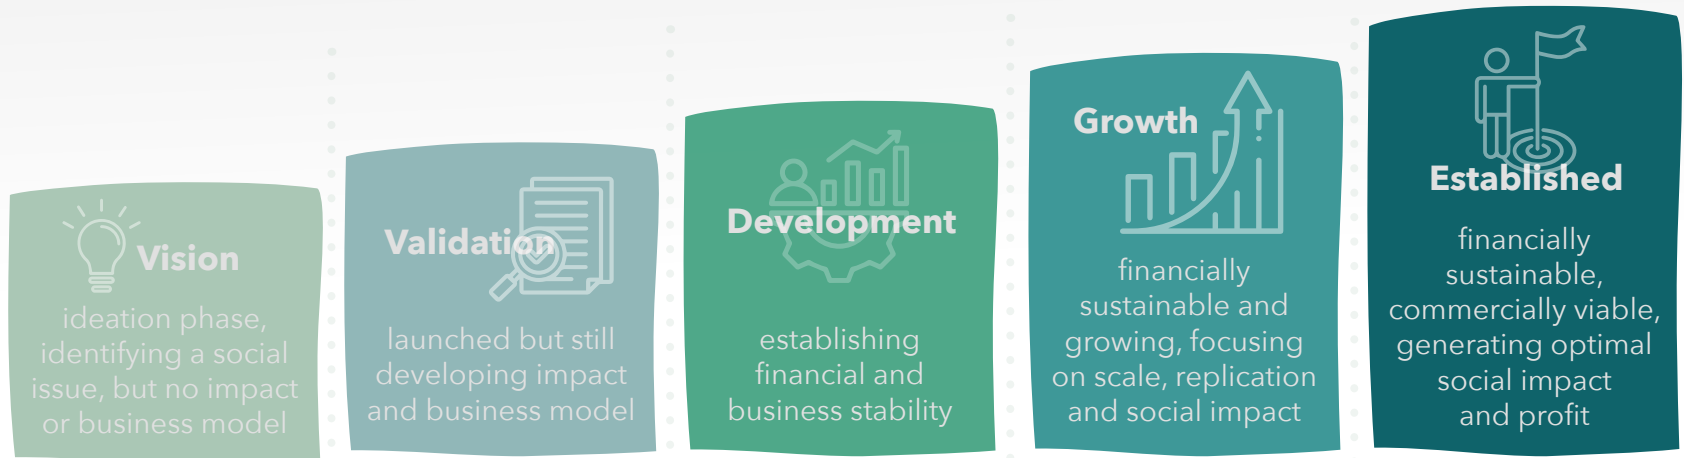 Vision
ideation phase,
identifying a social
issue, but no impact
or business model
Validation
launched but still
developing impact
and business model
Development
establishing
financial and
business stability
Growth
financially
sustainable and
growing, focusing
on scale, replication
and social impact
Established
financially
sustainable,
commercially viable,
generating optimal
social impact
and profit